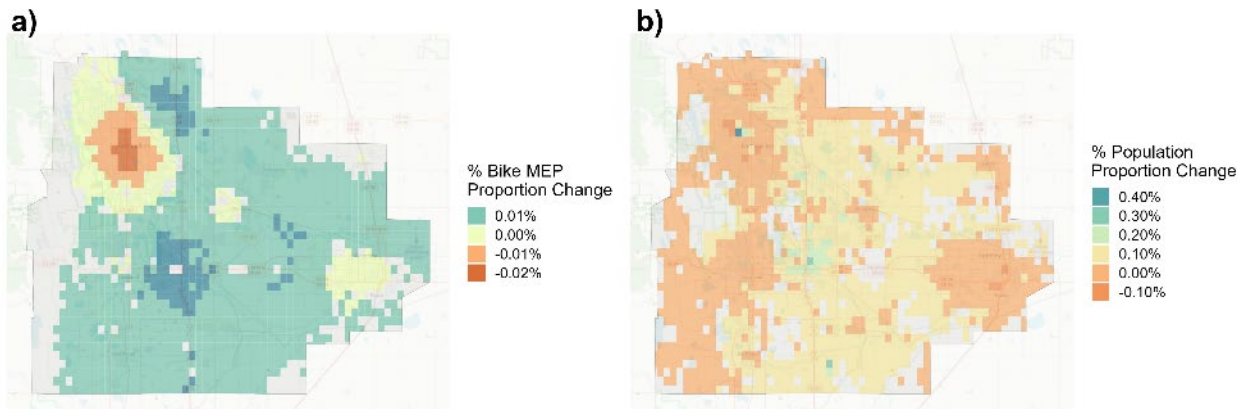 a)
b)
% Bike MEP
Proportion Change
0.01%
0.00%
-0.01%
-0.02%
% Population
Proportion Change
0.40%
0.30%
0.20%
0.10%
0.00%
-0.10%